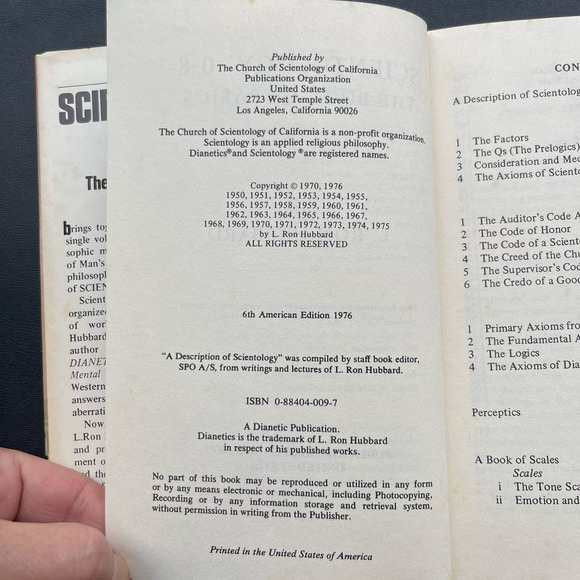 SCIE
The
brings tog
single vol
sophic m
of Man's
philosoph
of SCIEN
Scient
organized
of work
Hubbard
author
DIANET
Mental
Western
answers
aberrati
Now
L.Ron
and pr
ment o
Published by
The Church of Scientology of California
Publications Organization
United States
2723 West Temple Street
Los Angeles, California 90026
The Church of Scientology of California is a non-profit organization.
Scientology is an applied religious philosophy.
Dianetics® and Scientology ® are registered names.
Copyright © 1970, 1976
1950, 1951, 1952, 1953, 1954, 1955,
1956, 1957, 1958, 1959, 1960, 1961,
1962, 1963, 1964, 1965, 1966, 1967,
1968, 1969, 1970, 1971, 1972, 1973, 1974, 1975
by L. Ron Hubbard
ALL RIGHTS RESERVED
6th American Edition 1976
"A Description of Scientology" was compiled by staff book editor,
SPO A/S, from writings and lectures of L. Ron Hubbard.
ISBN 0-88404-009-7
A Dianetic Publication.
Dianetics is the trademark of L. Ron Hubbard
in respect of his published works.
No part of this book may be reproduced or utilized in any form
or by any means electronic or mechanical, including Photocopying,
Recording or by any information storage and retrieval system,
without permission in writing from the Publisher.
Printed in the United States of America
CON
A Description of Scientology
1 The Factors
2 The Qs (The Prelogics)
3 Consideration and Mec
4 The Axioms of Sciento
1 The Auditor's Code A
2 The Code of Honor
3 The Code of a Scient
4 The Creed of the Chu
5 The Supervisor's Cod
6 The Credo of a Good
1 Primary Axioms from
2 The Fundamental A
3 The Logics
4 The Axioms of Dia
Perceptics
A Book of Scales
Scales
i The Tone Sca
ii Emotion and